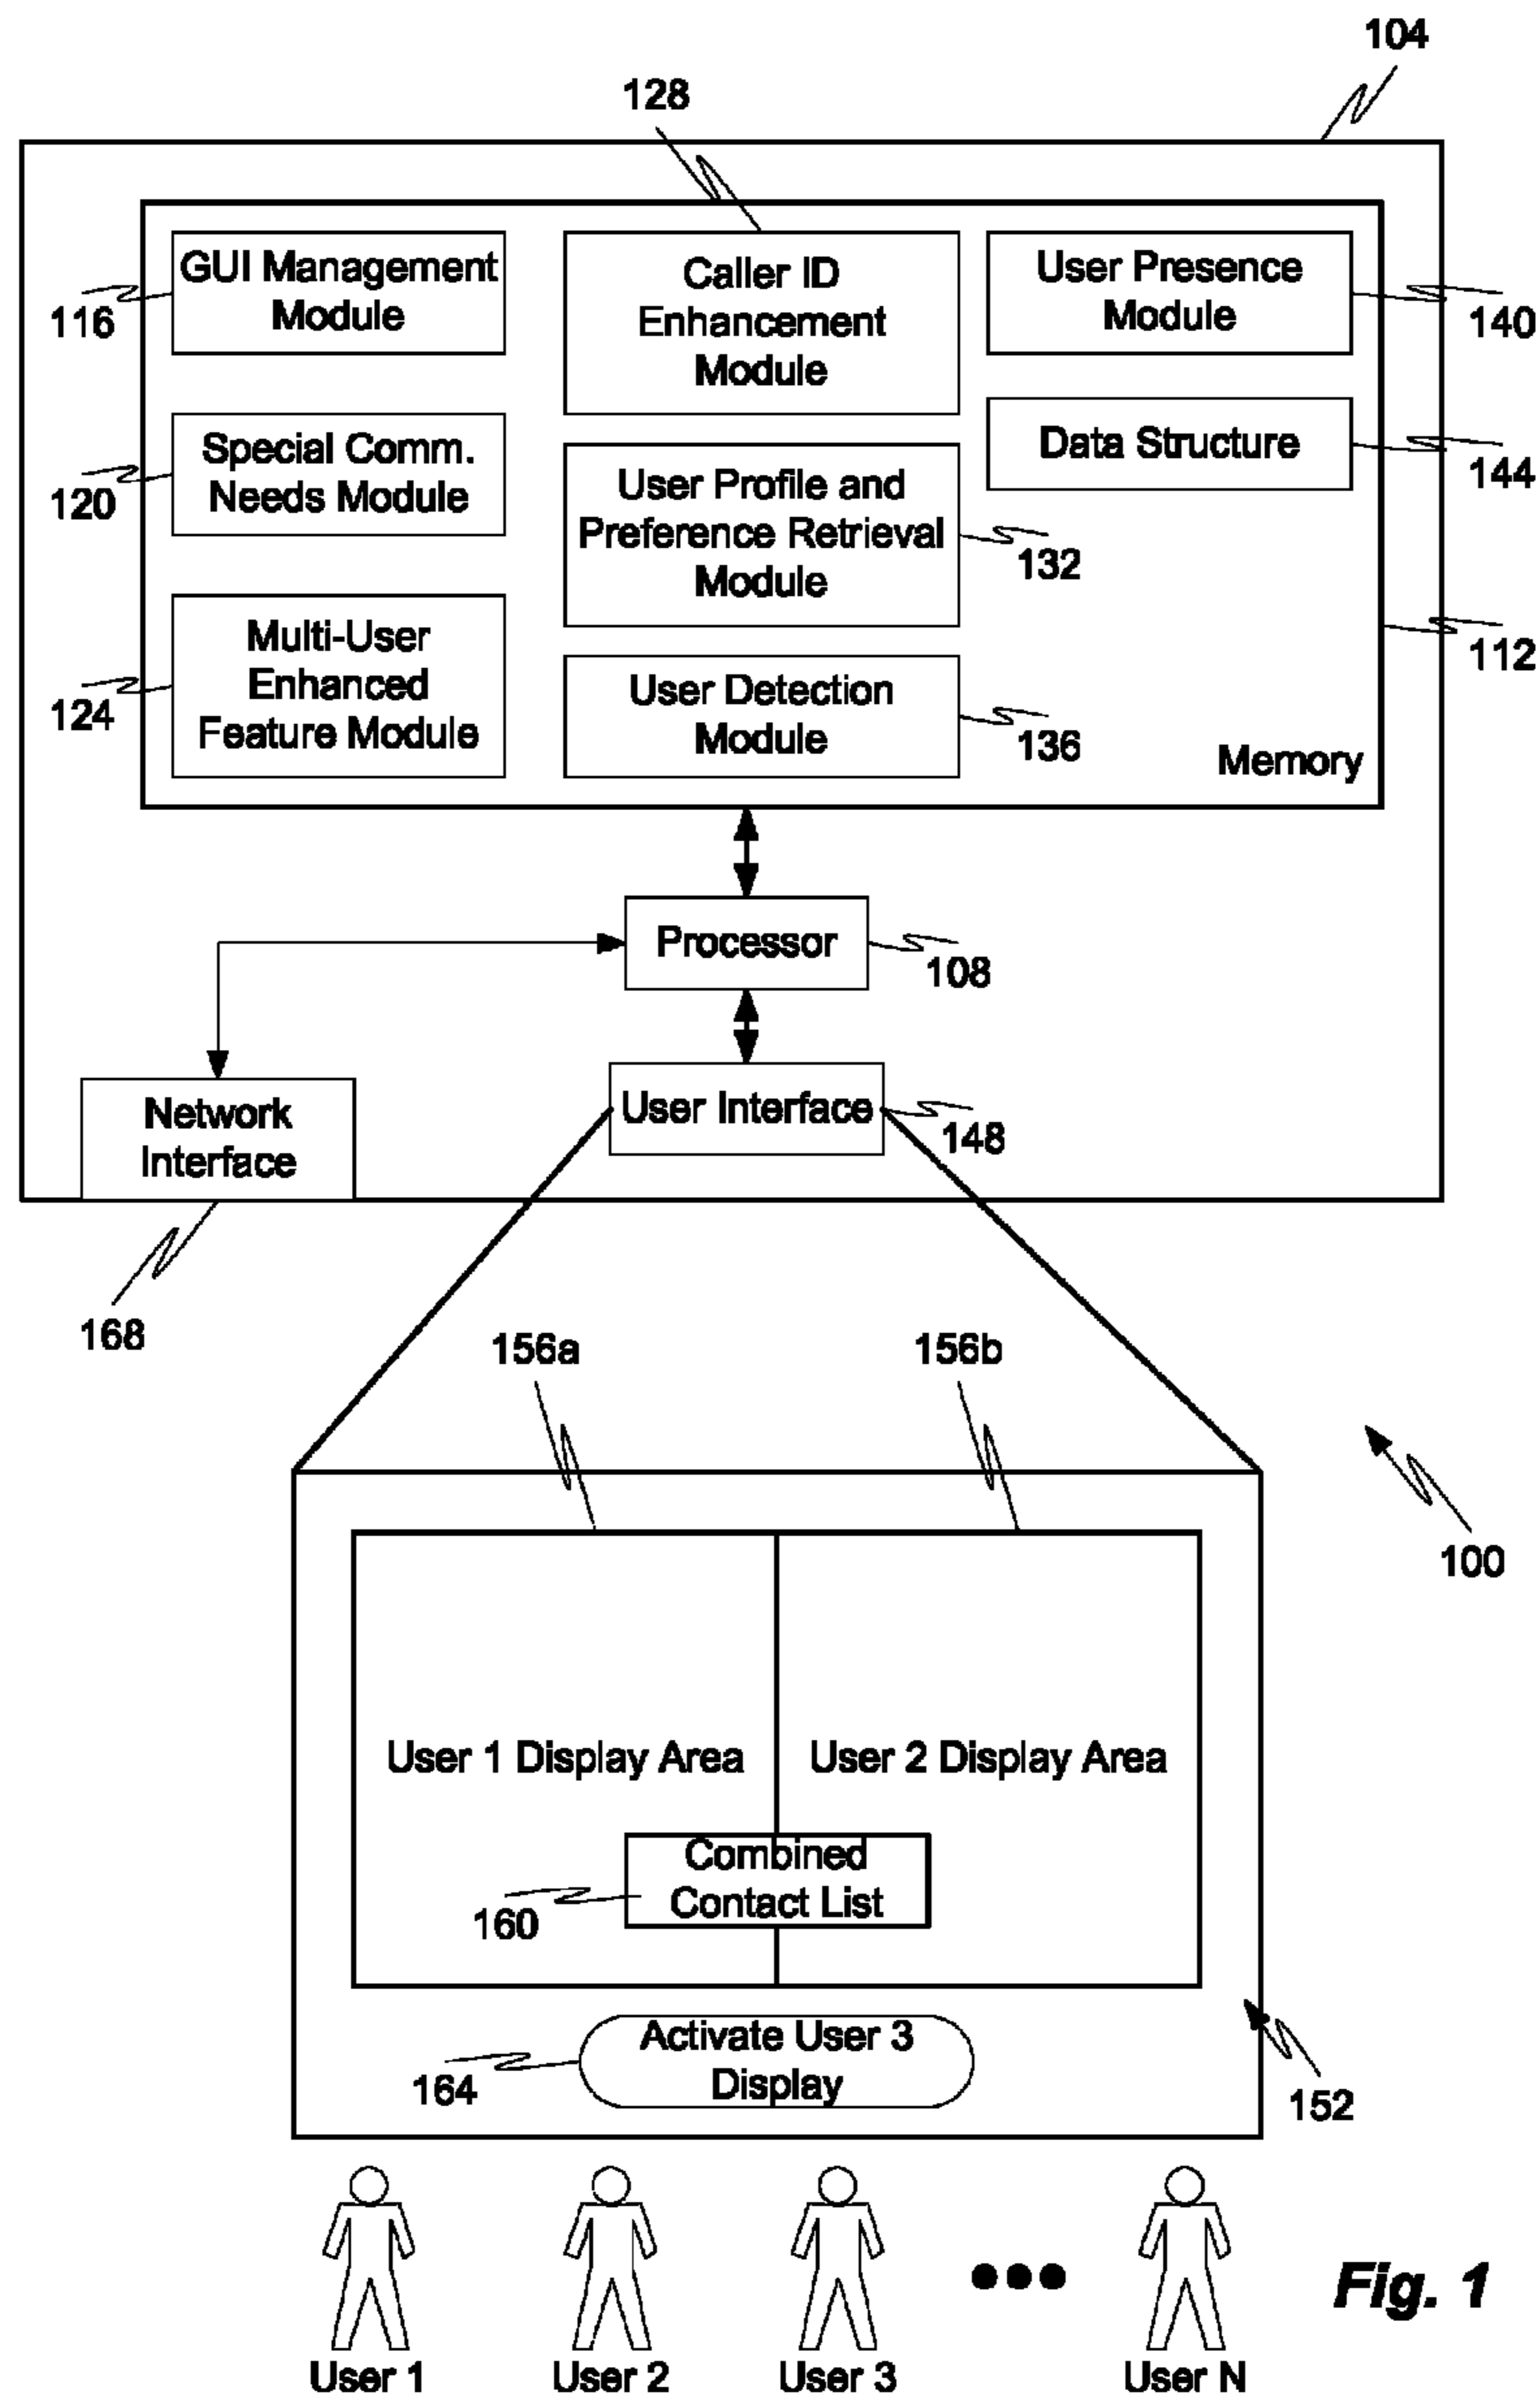 104
128
GUI Management
Module
116
Caller ID
Enhancement
Module
User Presence
Module
140
Special Comm.
Needs Module
120
User Profile and
Preference Retrieval
Module
132
Data Structure
144
Multi-User
Enhanced
Feature Module
124
User Detection
Module
136
112
Memory
Processor
108
Network
Interface
168
User Interface
148
156a
156b
100
User 1 Display Area
User 2 Display Area
Combined
Contact List
160
Activate User 3
Display
164
152
User 1
User 2
User 3
User N
Fig. 1